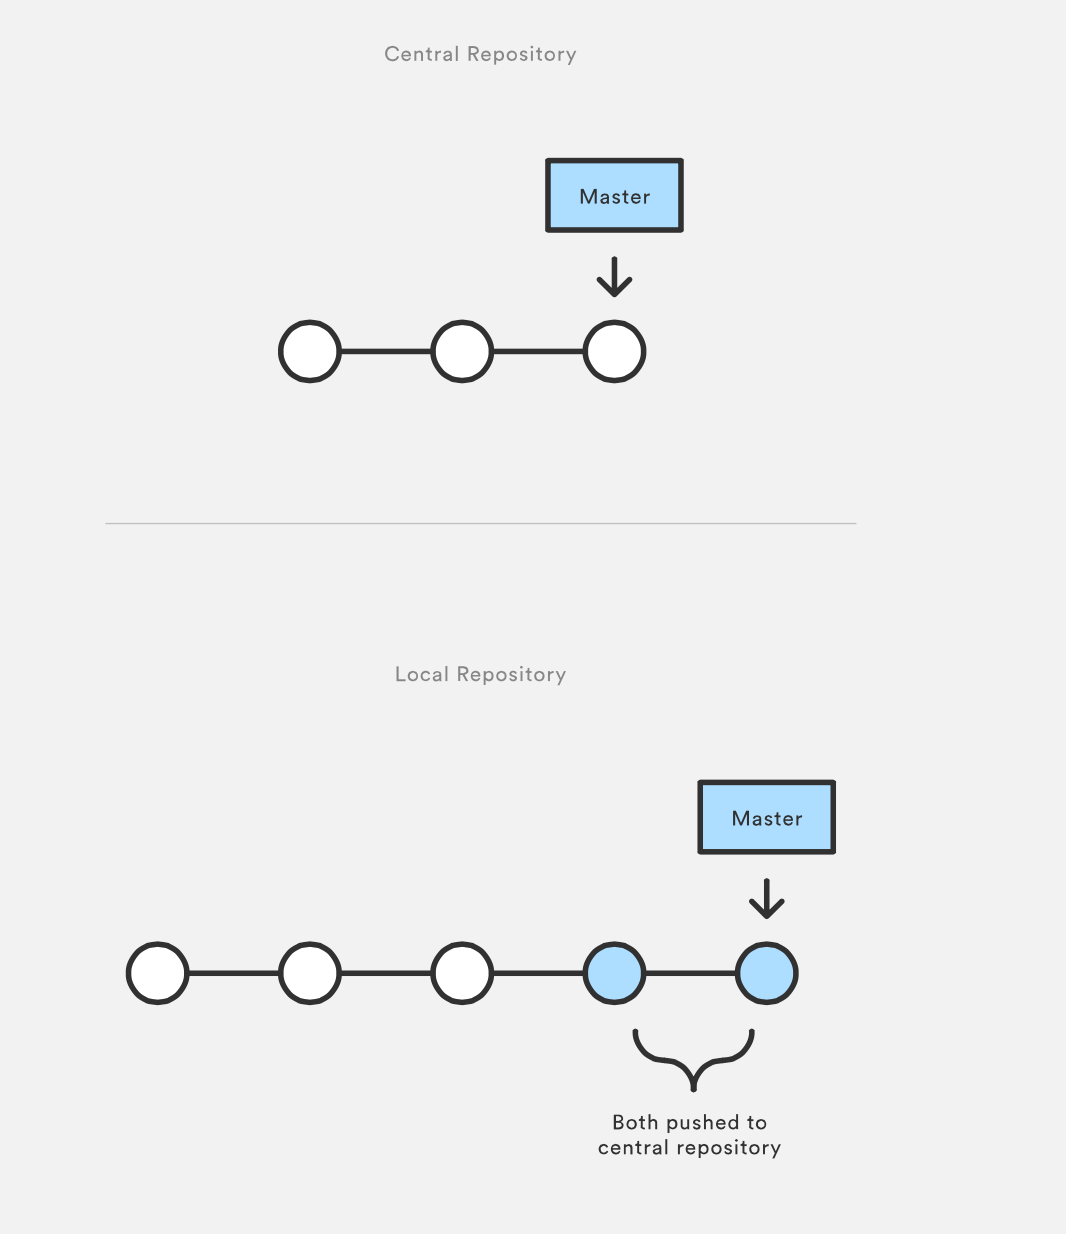 Central Repository
Master
Local Repository
Master
Both pushed to
central repository